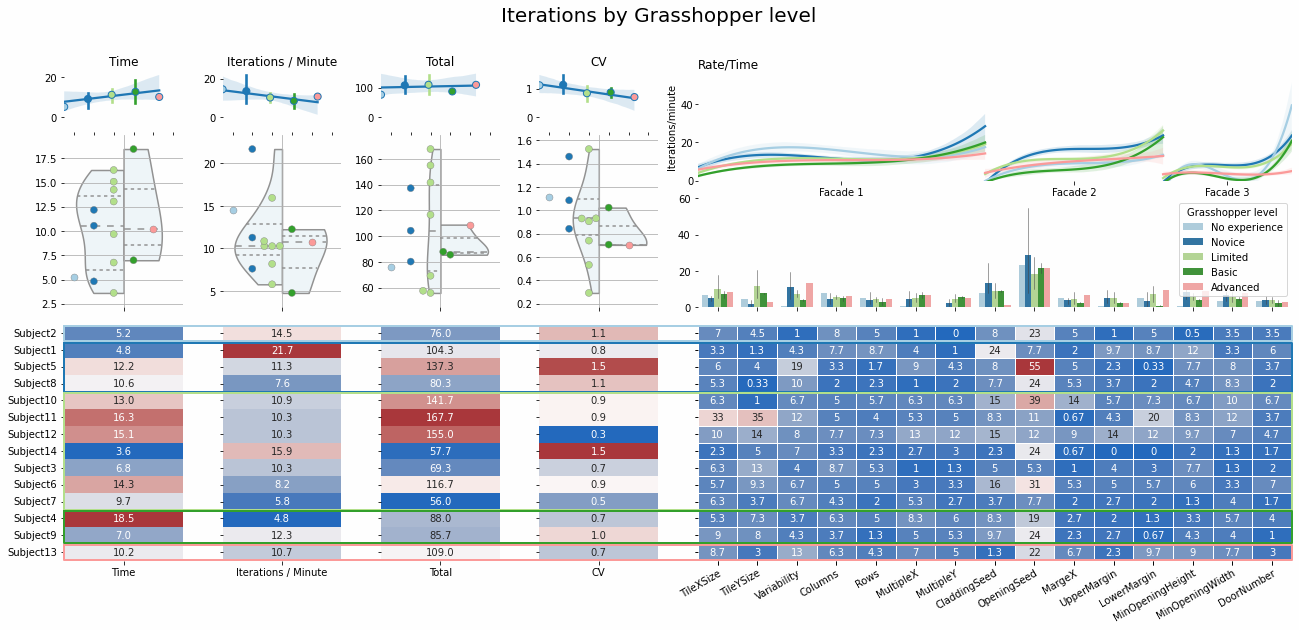 Iterations by Grasshopper level
Time
Iterations / Minute
Total
CV
Rate/Time
20
0
20
0
100
0
1
0
Iterations/minute
40
20
0
Facade 1
Facade 2
Facade 3
17.5
15.0
12.5
10.0
7.5
5.0
2.5
20
15
10
5
160
140
120
100
80
60
1.6
1.4
1.2
1.0
0.8
0.6
0.4
0.2
60
40
20
0
Grasshopper level
No experience
Novice
Limited
Basic
Advanced
Subject2 5.2 14.5 76.0 1.1 7 4.5 1 8 5 1 0 8 23 5 1 5 0.5 3.5 3.5
Subject1 4.8 21.7 104.3 0.8 3.3 1.3 4.3 7.7 8.7 4 1 24 7.7 2 9.7 8.7 12 3.3 6
Subject5 12.2 11.3 137.3 1.5 6 4 19 3.3 1.7 9 4.3 8 55 5 2.3 0.33 7.7 8 3.7
Subject8 10.6 7.6 80.3 1.1 5.3 0.33 10 2 2.3 1 2 7.7 24 5.3 3.7 2 4.7 8.3 2
Subject10 13.0 10.9 141.7 0.9 6.3 1 6.7 5 5.7 6.3 6.3 15 39 14 5.7 7.3 6.7 10 6.7
Subject11 16.3 10.3 167.7 0.9 33 35 12 5 4 5.3 5 8.3 11 0.67 4.3 20 8.3 12 3.7
Subject12 15.1 10.3 155.0 0.3 10 14 8 7.7 7.3 13 12 15 12 9 14 12 9.7 7 4.7
Subject14 3.6 15.9 57.7 1.5 2.3 5 7 3.3 2.3 2.7 3 2.3 24 0.67 0 0 2 1.3 1.7
Subject3 6.8 10.3 69.3 0.7 6.3 13 4 8.7 5.3 1 1.3 5 5.3 1 4 3 7.7 1.3 2
Subject6 14.3 8.2 116.7 0.9 5.7 9.3 6.7 5 5 3 3.3 16 31 5.3 5 5.7 6 3.3 7
Subject7 9.7 5.8 56.0 0.5 6.3 3.7 6.7 4.3 2 5.3 2.7 3.7 7.7 2 2.7 2 1.3 4 1.7
Subject4 18.5 4.8 88.0 0.7 5.3 7.3 3.7 6.3 5 8.3 6 8.3 19 2.7 2 1.3 3.3 5.7 4
Subject9 7.0 12.3 85.7 1.0 9 8 4.3 3.7 1.3 5 5.3 9.7 24 2.3 2.7 0.67 4.3 4 1
Subject13 10.2 10.7 109.0 0.7 8.7 3 13 6.3 4.3 7 5 1.3 22 6.7 2.3 9.7 9 7.7 3
Time
Iterations / Minute
Total
CV
TileXSize
TileYSize
Variability
Columns
Rows
MultipleX
MultipleY
CladdingSeed
OpeningSeed
MargeX
UpperMargin
LowerMargin
MinOpeningHeight
MinOpeningWidth
DoorNumber